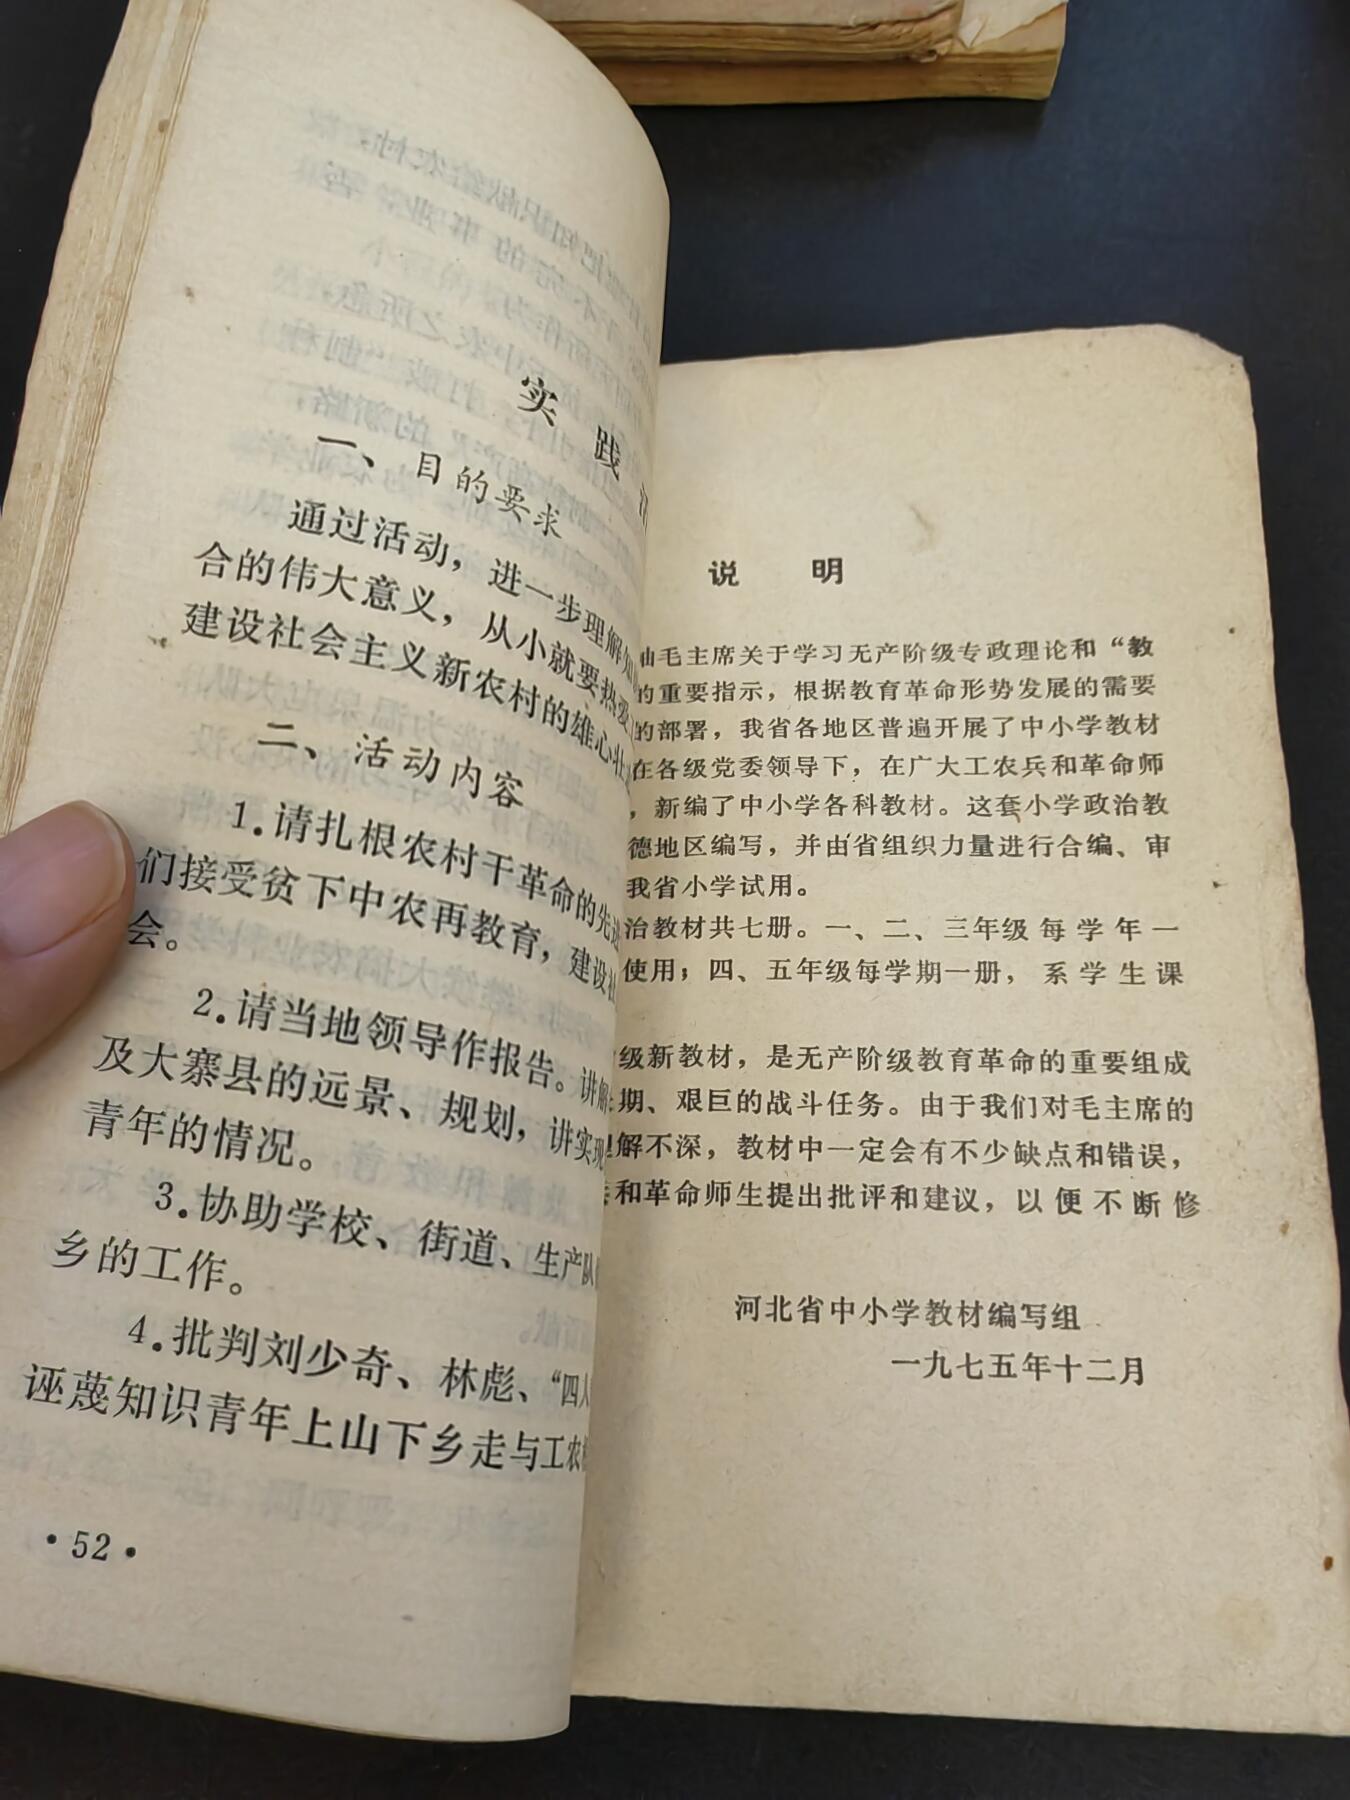 实践
一、目的要求
通过活动，进一步理解知
合的伟大意义，从小就要热爱
建设社会主义新农村的雄心壮
二、活动内容
1.请扎根农村干革命的先进
们接受贫下中农再教育，建设社
会。
2.请当地领导作报告。讲解
及大寨县的远景、规划，讲实现
青年的情况。
3.协助学校、街道、生产队
乡的工作。
4.批判刘少奇、林彪、“四人
诬蔑知识青年上山下乡走与工农
·52·
说明
毛主席关于学习无产阶级专政理论和“教
的重要指示，根据教育革命形势发展的需要
的部署，我省各地区普遍开展了中小学教材
在各级党委领导下，在广大工农兵和革命师
，新编了中小学各科教材。这套小学政治教
德地区编写，并由省组织力量进行合编、审
我省小学试用。
治教材共七册。一、二、三年级每学年一
使用；四、五年级每学期一册，系学生课
级新教材，是无产阶级教育革命的重要组成
期、艰巨的战斗任务。由于我们对毛主席的
解不深，教材中一定会有不少缺点和错误，
和革命师生提出批评和建议，以便不断修
河北省中小学教材编写组
一九七五年十二月